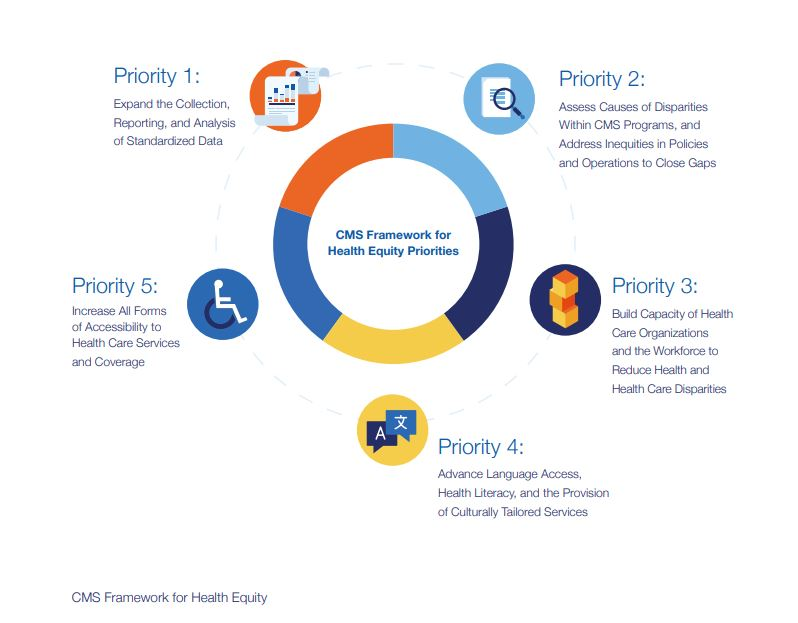 Priority 1:
Expand the Collection,
Reporting, and Analysis
of Standardized Data
Priority 2:
Assess Causes of Disparities
Within CMS Programs, and
Address Inequities in Policies
and Operations to Close Gaps
CMS Framework for
Health Equity Priorities
Priority 3:
Build Capacity of Health
Care Organizations
and the Workforce to
Reduce Health and
Health Care Disparities
Priority 4:
Advance Language Access,
Health Literacy, and the Provision
of Culturally Tailored Services
A 文
Priority 5:
Increase All Forms
of Accessibility to
Health Care Services
and Coverage
CMS Framework for Health Equity